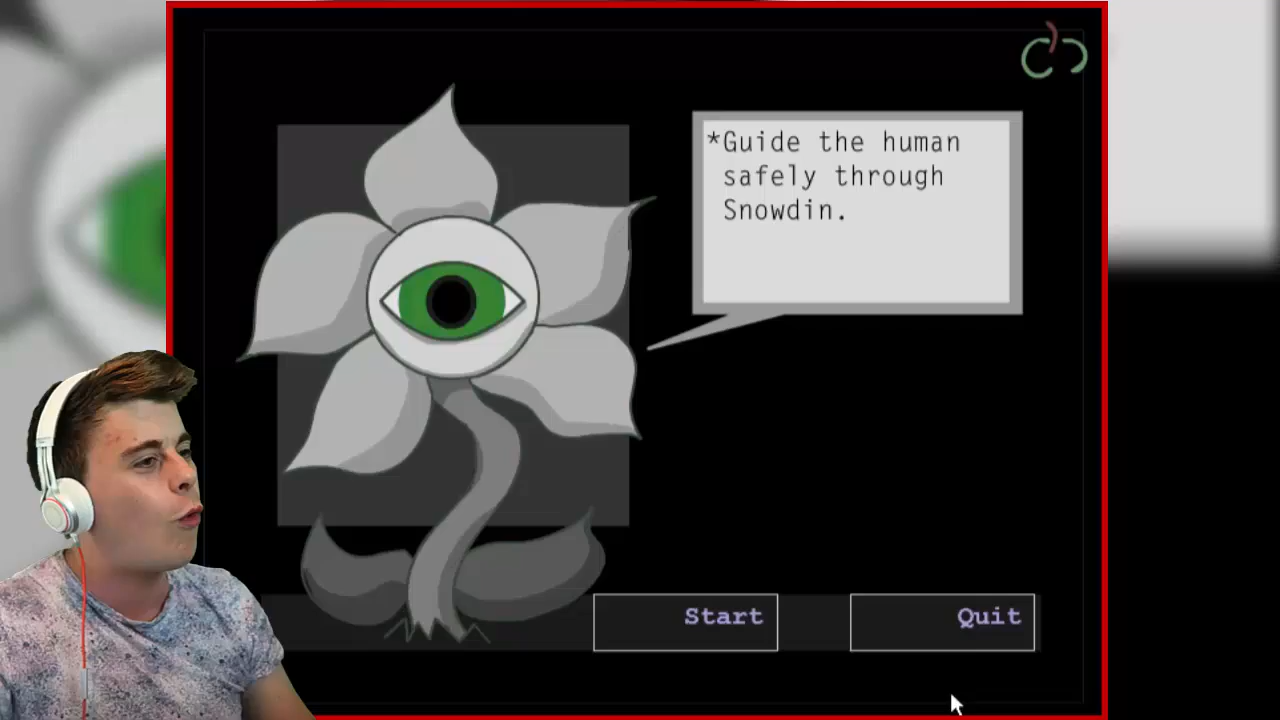 *Guide the human
safely through
Snowdin.
Start
Quit